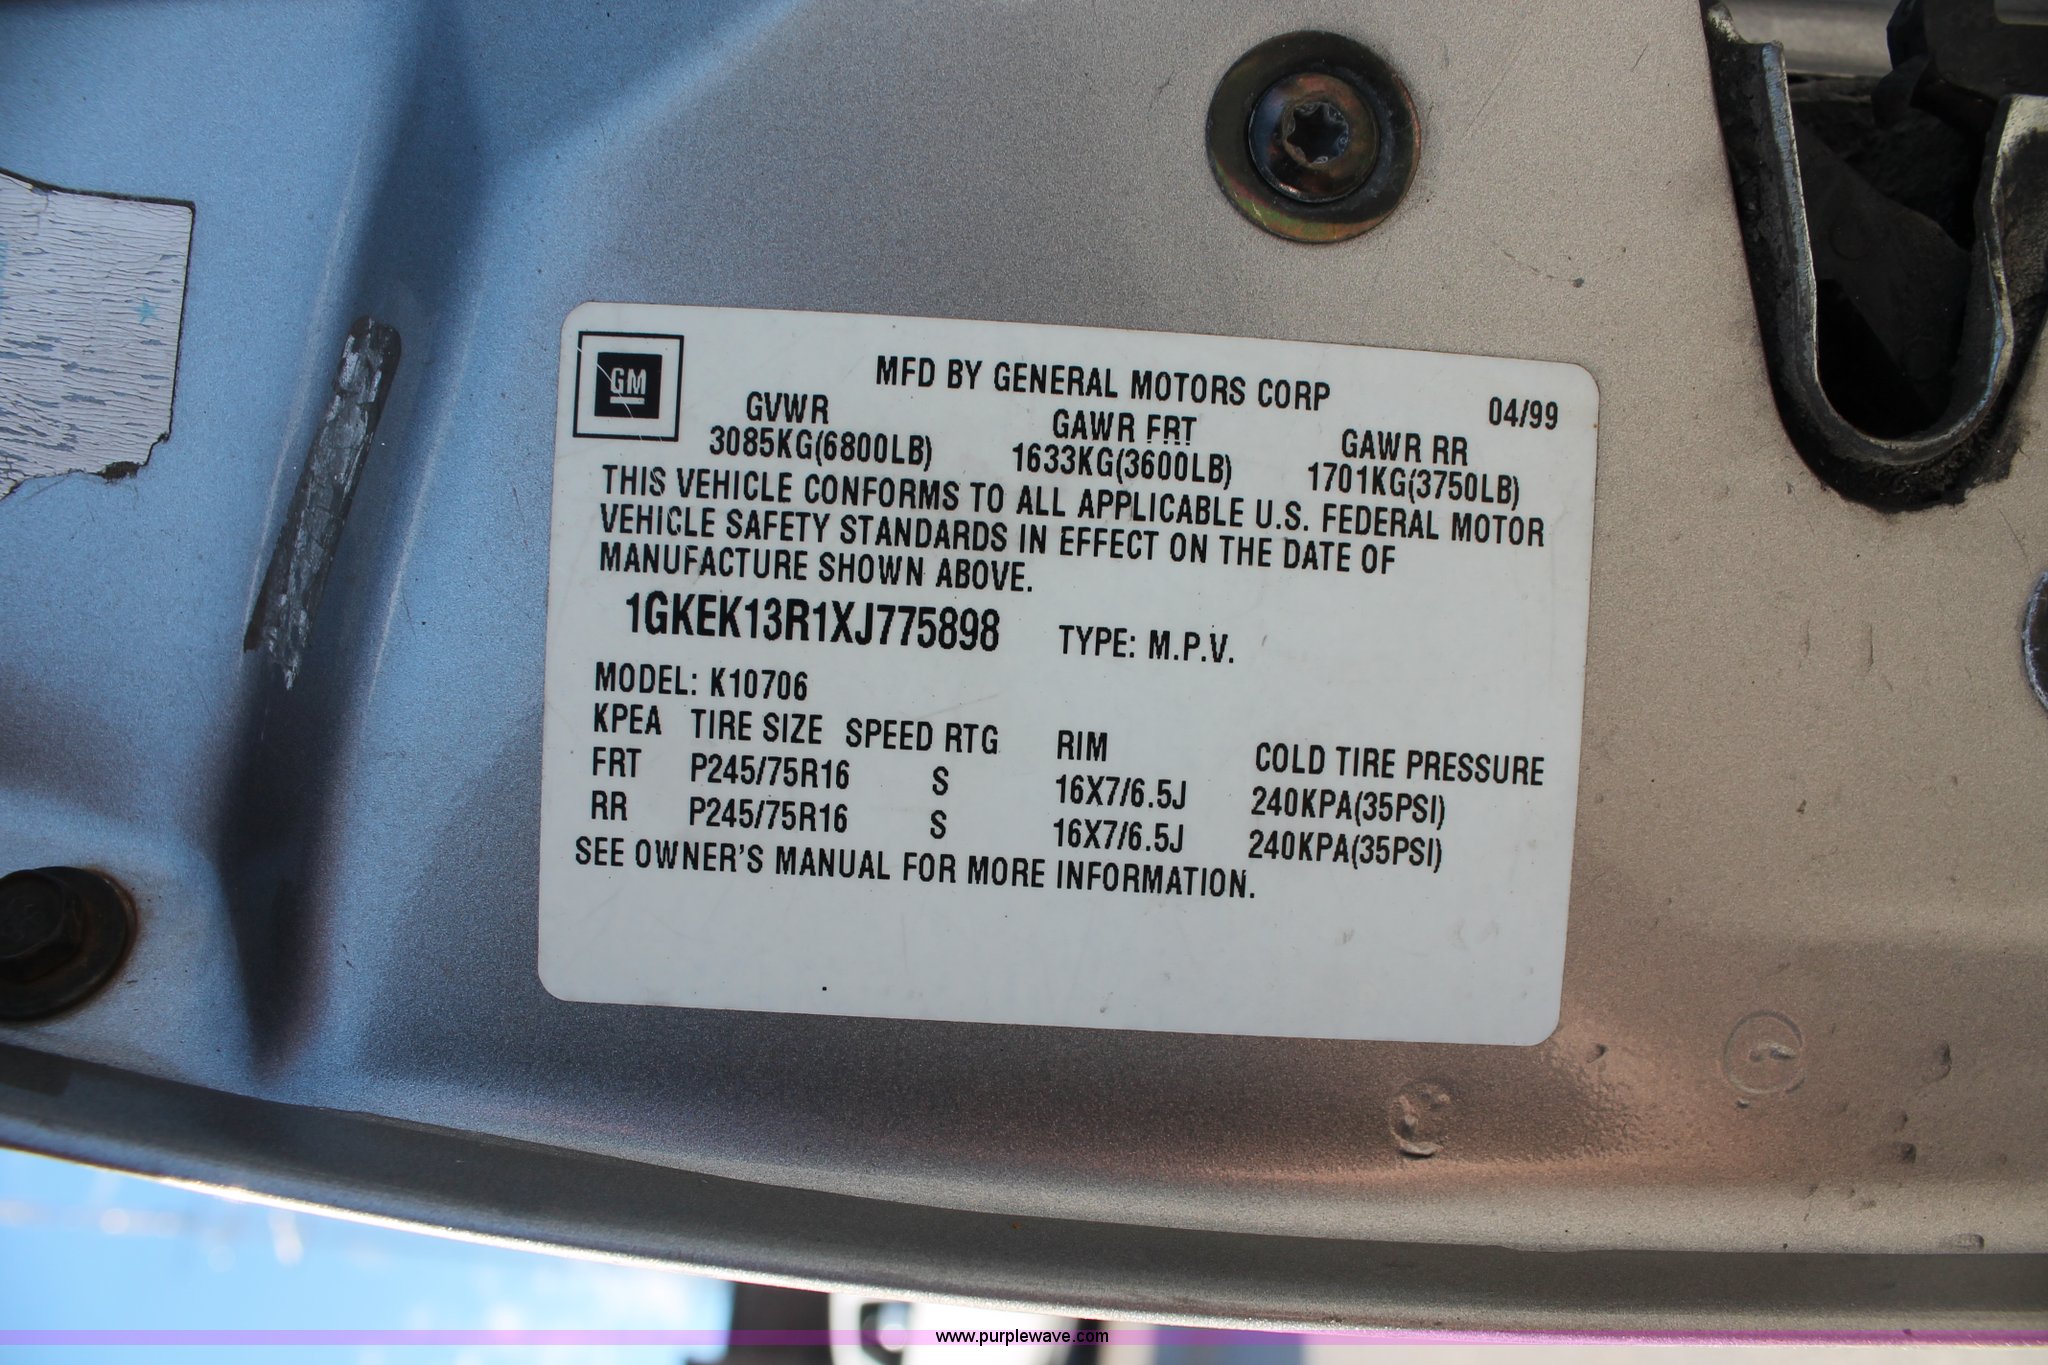 GM
MFD BY GENERAL MOTORS CORP 04/99
GVWR GAWR FRT GAWR RR
3085KG(6800LB) 1633KG(3600LB) 1701KG(3750LB)
THIS VEHICLE CONFORMS TO ALL APPLICABLE U.S. FEDERAL MOTOR
VEHICLE SAFETY STANDARDS IN EFFECT ON THE DATE OF
MANUFACTURE SHOWN ABOVE.
1GKEK13R1XJ775898 TYPE: M.P.V.
MODEL: K10706
KPEA TIRE SIZE SPEED RTG RIM COLD TIRE PRESSURE
FRT P245/75R16 S 16X7/6.5J 240KPA(35PSI)
RR P245/75R16 S 16X7/6.5J 240KPA(35PSI)
SEE OWNER'S MANUAL FOR MORE INFORMATION.
www.purplewave.com